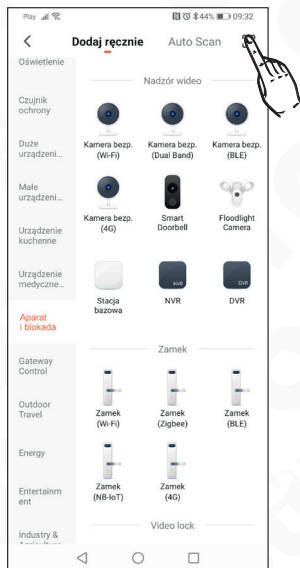 Play 44% 09:32
Dodaj ręcznie Auto Scan
Oświetlenie
Czujnik
ochrony
Duże
urządzeni...
Małe
urządzeni...
Urządzenie
kuchenne
Urządzenie
medyczne...
Aparat
i blokada
Gateway
Control
Outdoor
Travel
Energy
Entertainm
ent
Industry &
Nadzór wideo
Kamera bezp. Kamera bezp. Kamera bezp.
(Wi-Fi) (Dual Band) (BLE)
Kamera bezp. Smart Floodlight
(4G) Doorbell Camera
NVR DVR
Stacja NVR DVR
bazowa
Zamek
Zamek Zamek Zamek
(Wi-Fi) (Zigbee) (BLE)
Zamek Zamek
(NB-IoT) (4G)
Video lock